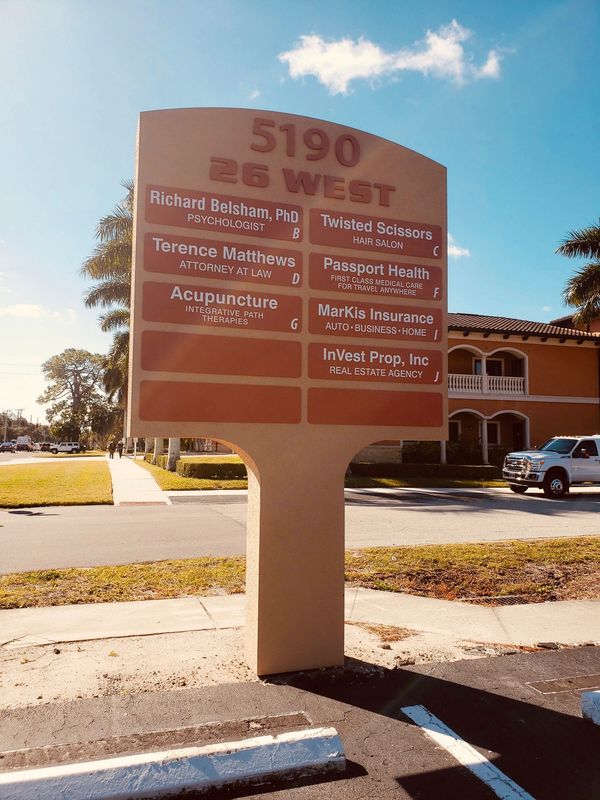 5190
26 WEST
Richard Belsham, PhD
PSYCHOLOGIST
B
Terence Matthews
ATTORNEY AT LAW
D
Acupuncture
INTEGRATIVE PATH
THERAPIES
G
Twisted Scissors
HAIR SALON
C
Passport Health
FIRST CLASS MEDICAL CARE
FOR TRAVEL ANYWHERE
F
MarKis Insurance
AUTO•BUSINESS•HOME
I
InVest Prop, Inc
REAL ESTATE AGENCY
J